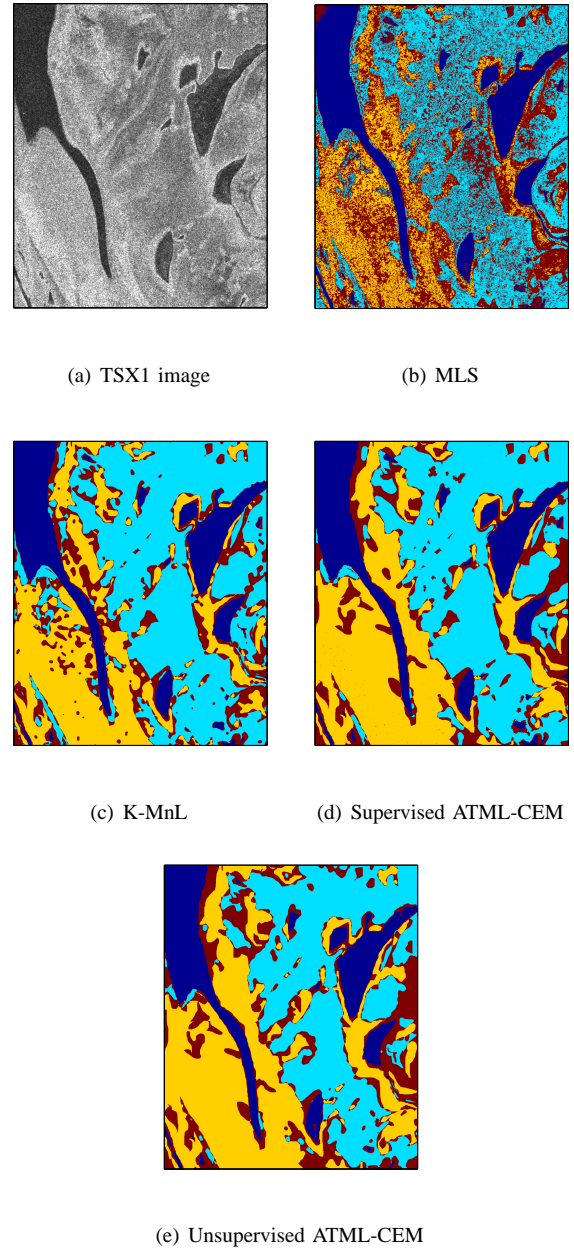 (a) TSX1 image
(b) MLS
(c) K-MnL
(d) Supervised ATML-CEM
(e) Unsupervised ATML-CEM